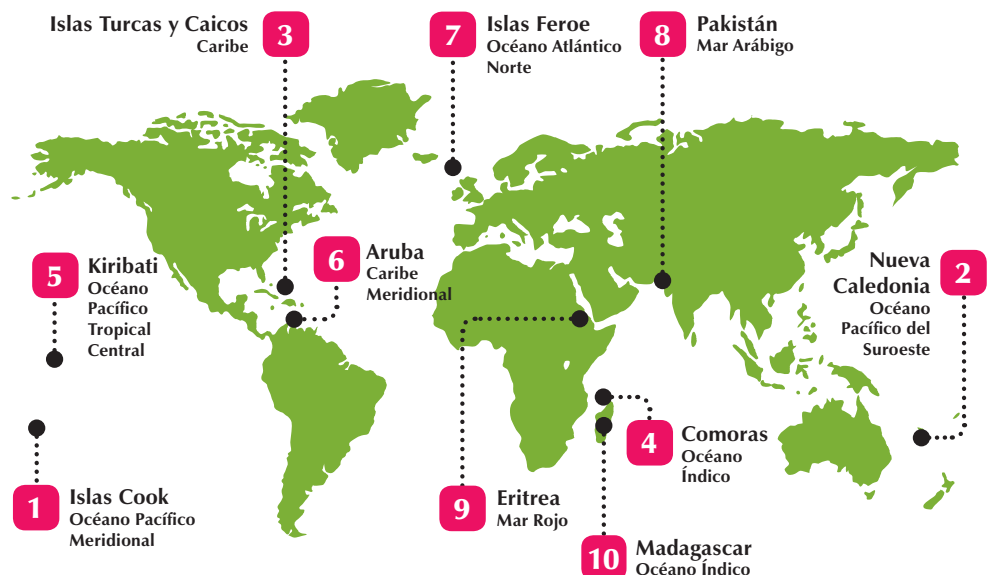 Islas Turcas y Caicos
Caribe
3
7
Islas Feroe
Océano Atlántico
Norte
8
Pakistán
Mar Arábigo
5
Kiribati
Océano
Pacífico
Tropical
Central
6
Aruba
Caribe
Meridional
Nueva
Caledonia
Océano
Pacífico del
Suroeste
2
1
Islas Cook
Océano Pacífico
Meridional
9
Eritrea
Mar Rojo
4
Comoras
Océano
Índico
10
Madagascar
Océano Índico